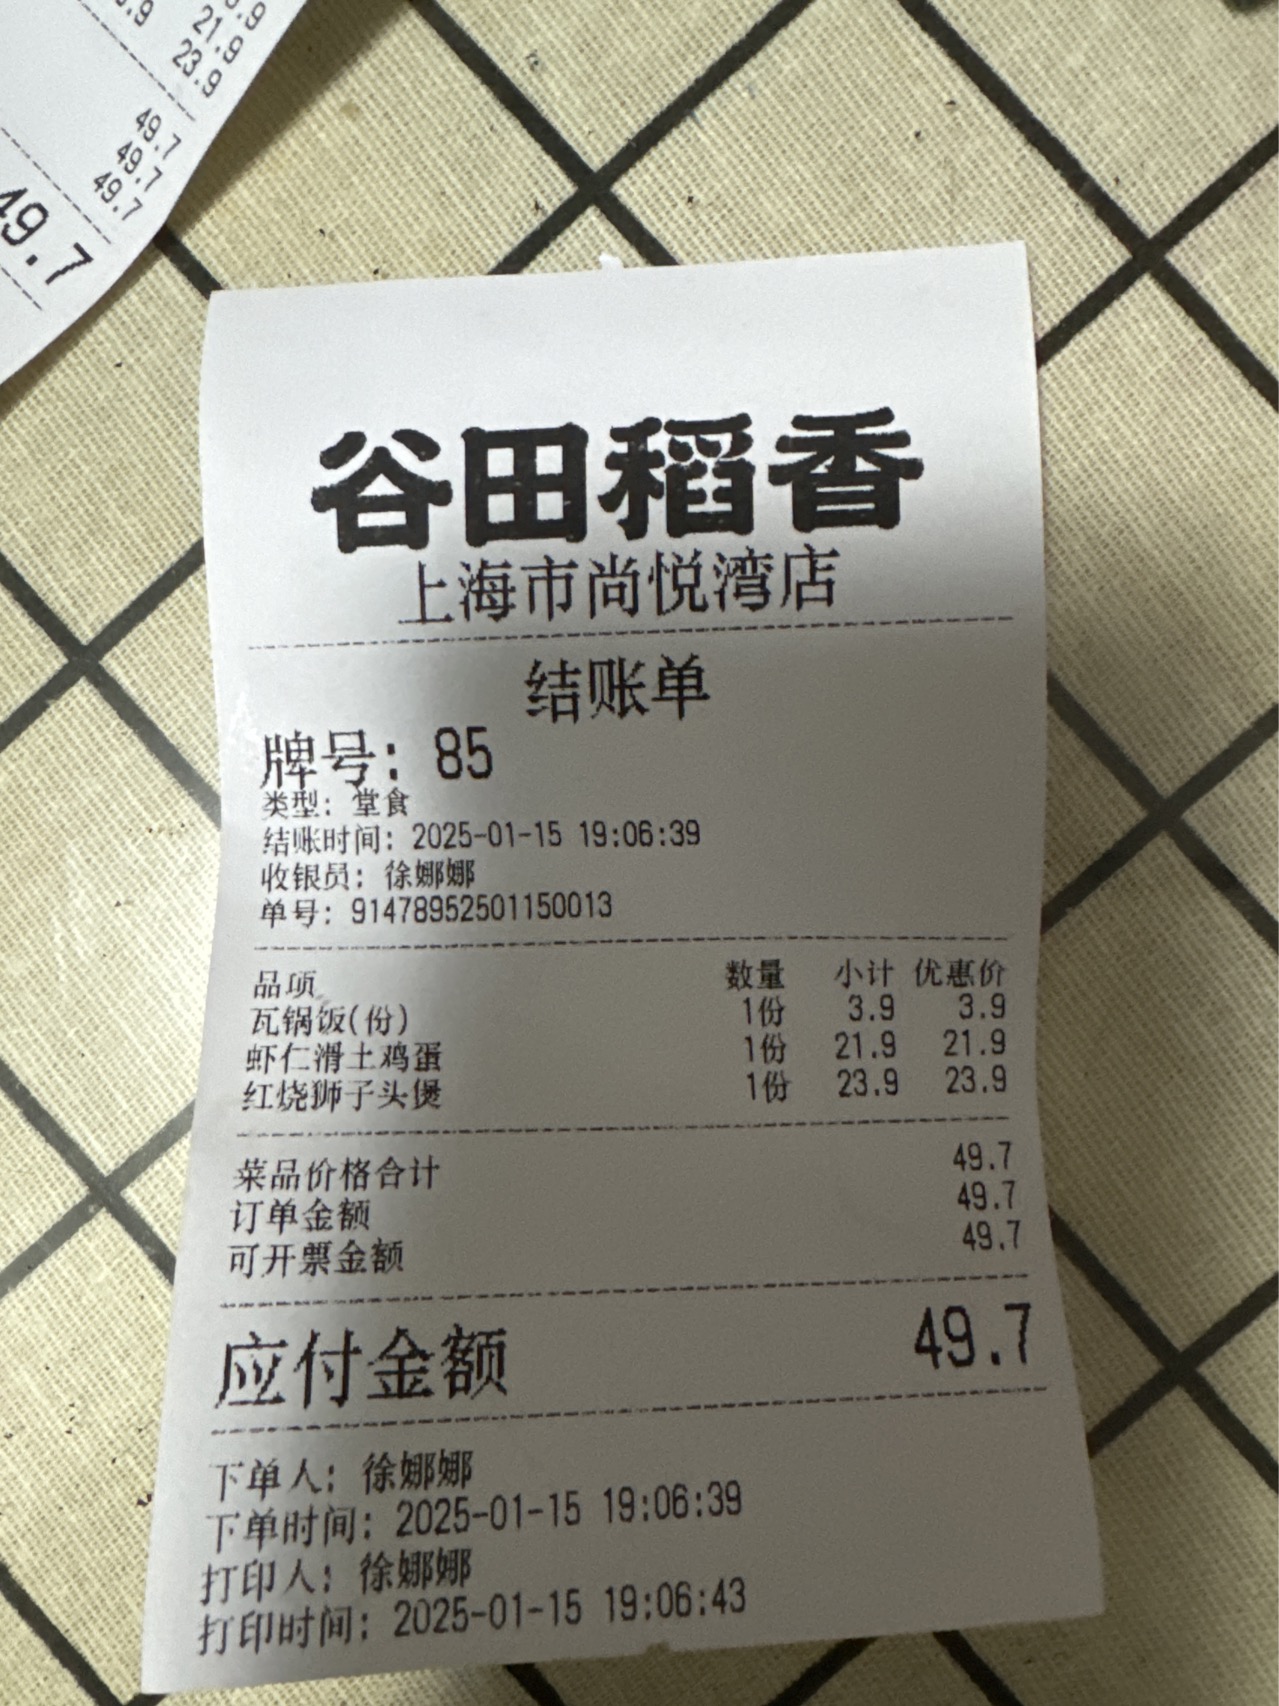 .9
21.9
23.9
49.7
49.7
49.7
49.7
谷田稻香
上海市尚悦湾店
结账单
牌号: 85
类型: 堂食
结账时间: 2025-01-15 19:06:39
收银员: 徐娜娜
单号: 91478952501150013
品项 数量 小计 优惠价
瓦锅饭(份) 1份 3.9 3.9
虾仁滑土鸡蛋 1份 21.9 21.9
红烧狮子头煲 1份 23.9 23.9
菜品价格合计 49.7
订单金额 49.7
可开票金额 49.7
应付金额 49.7
下单人: 徐娜娜
下单时间: 2025-01-15 19:06:39
打印人: 徐娜娜
打印时间: 2025-01-15 19:06:43